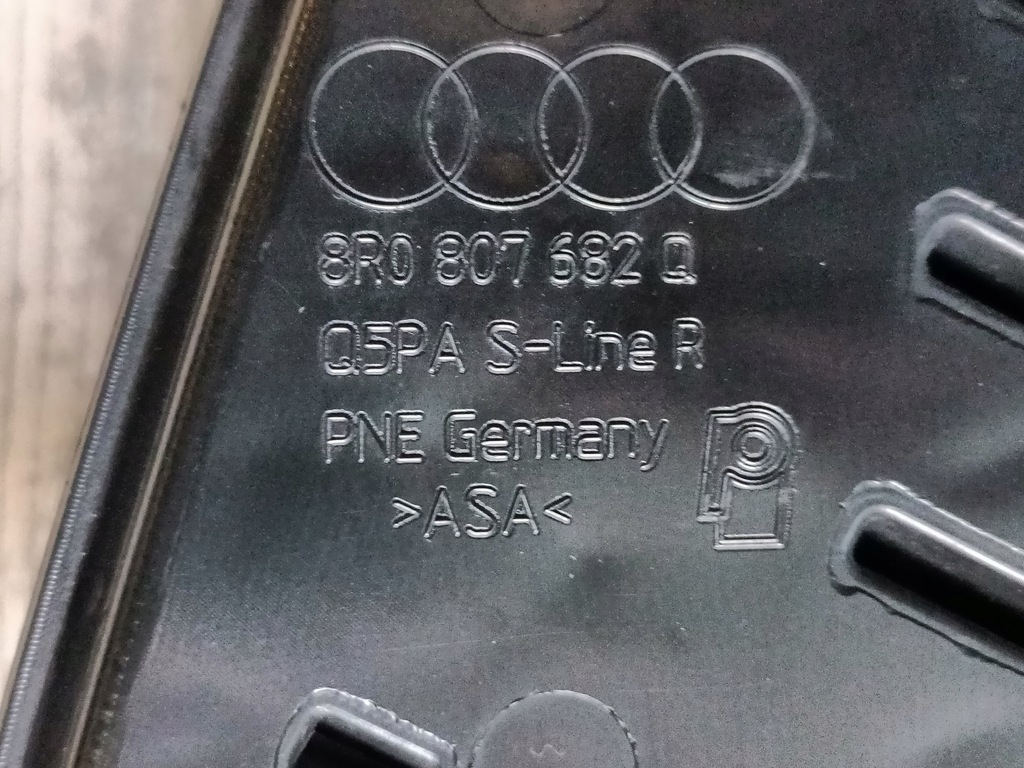 8R0 807 682 Q
Q5PA S-Line R
PNE Germany
>ASA<